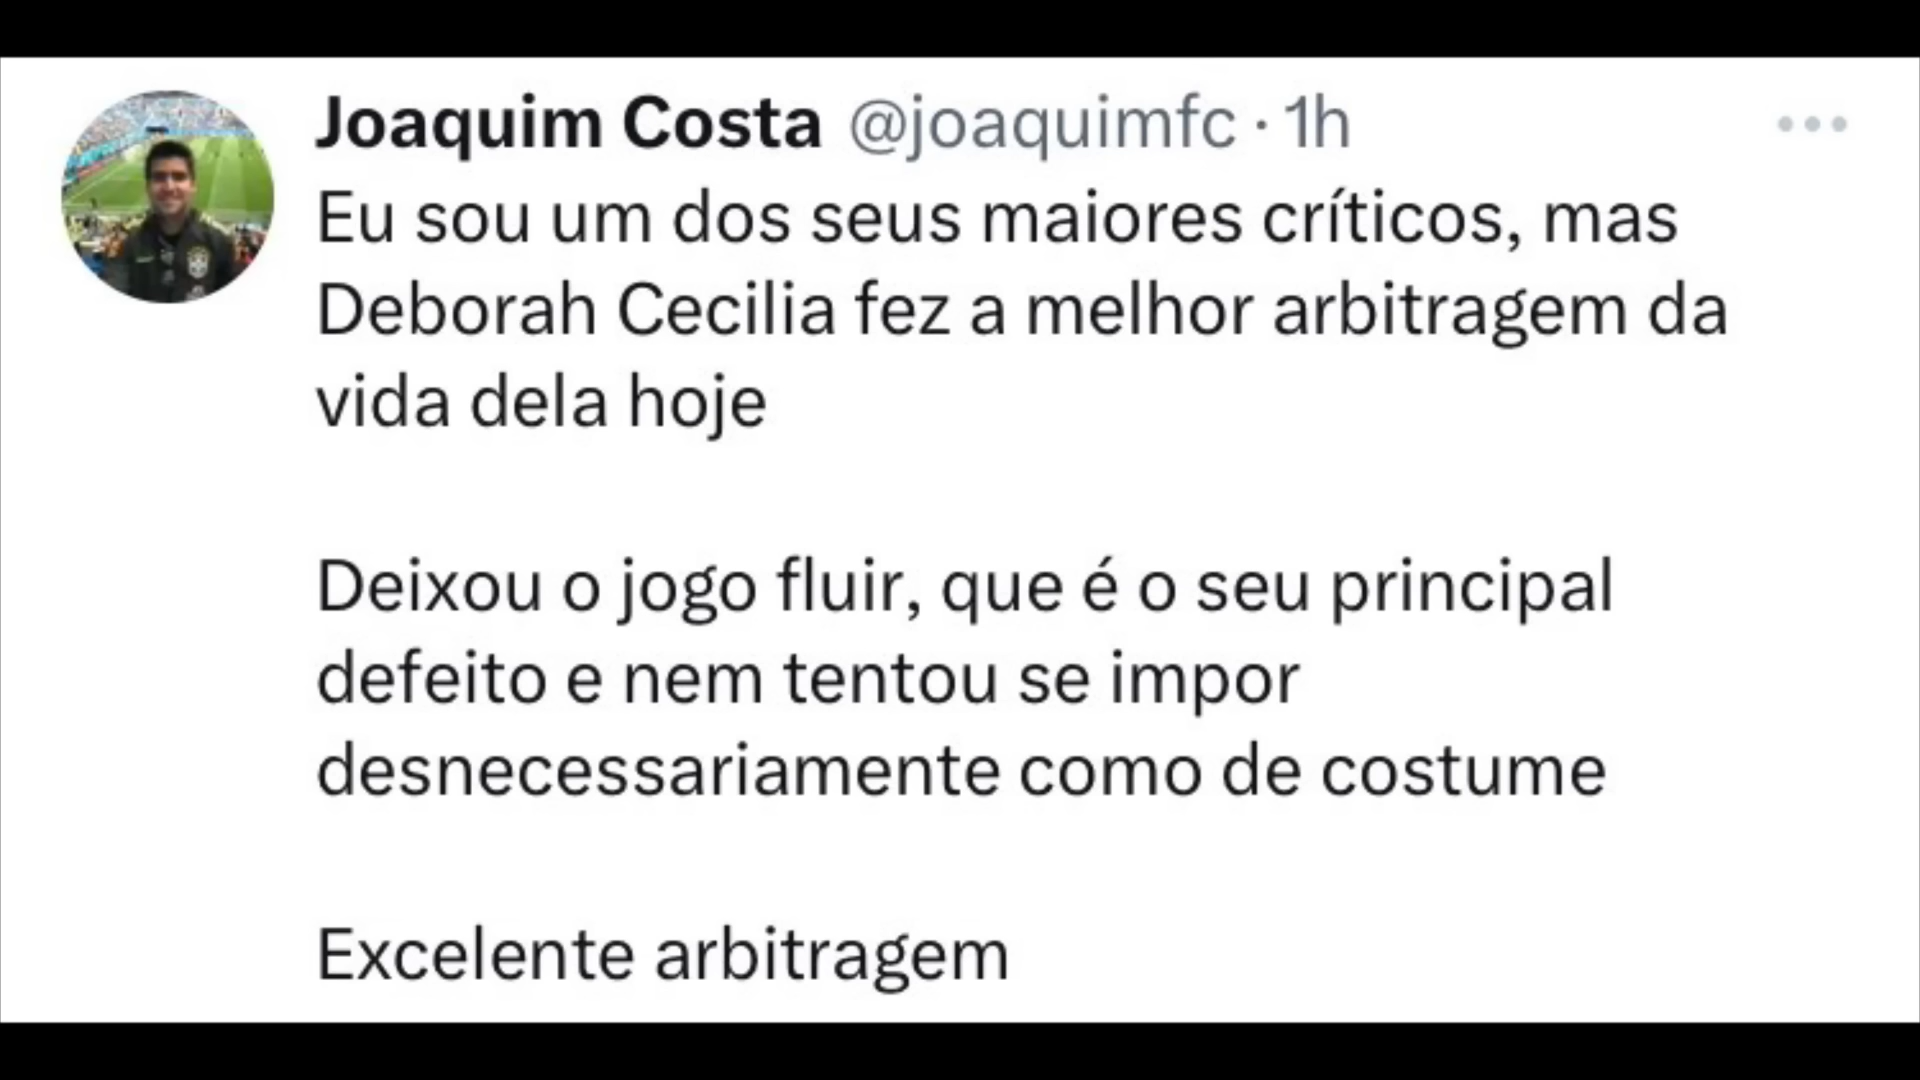 Joaquim Costa @joaquimfc · 1h
Eu sou um dos seus maiores críticos, mas
Deborah Cecilia fez a melhor arbitragem da
vida dela hoje
Deixou o jogo fluir, que é o seu principal
defeito e nem tentou se impor
desnecessariamente como de costume
Excelente arbitragem